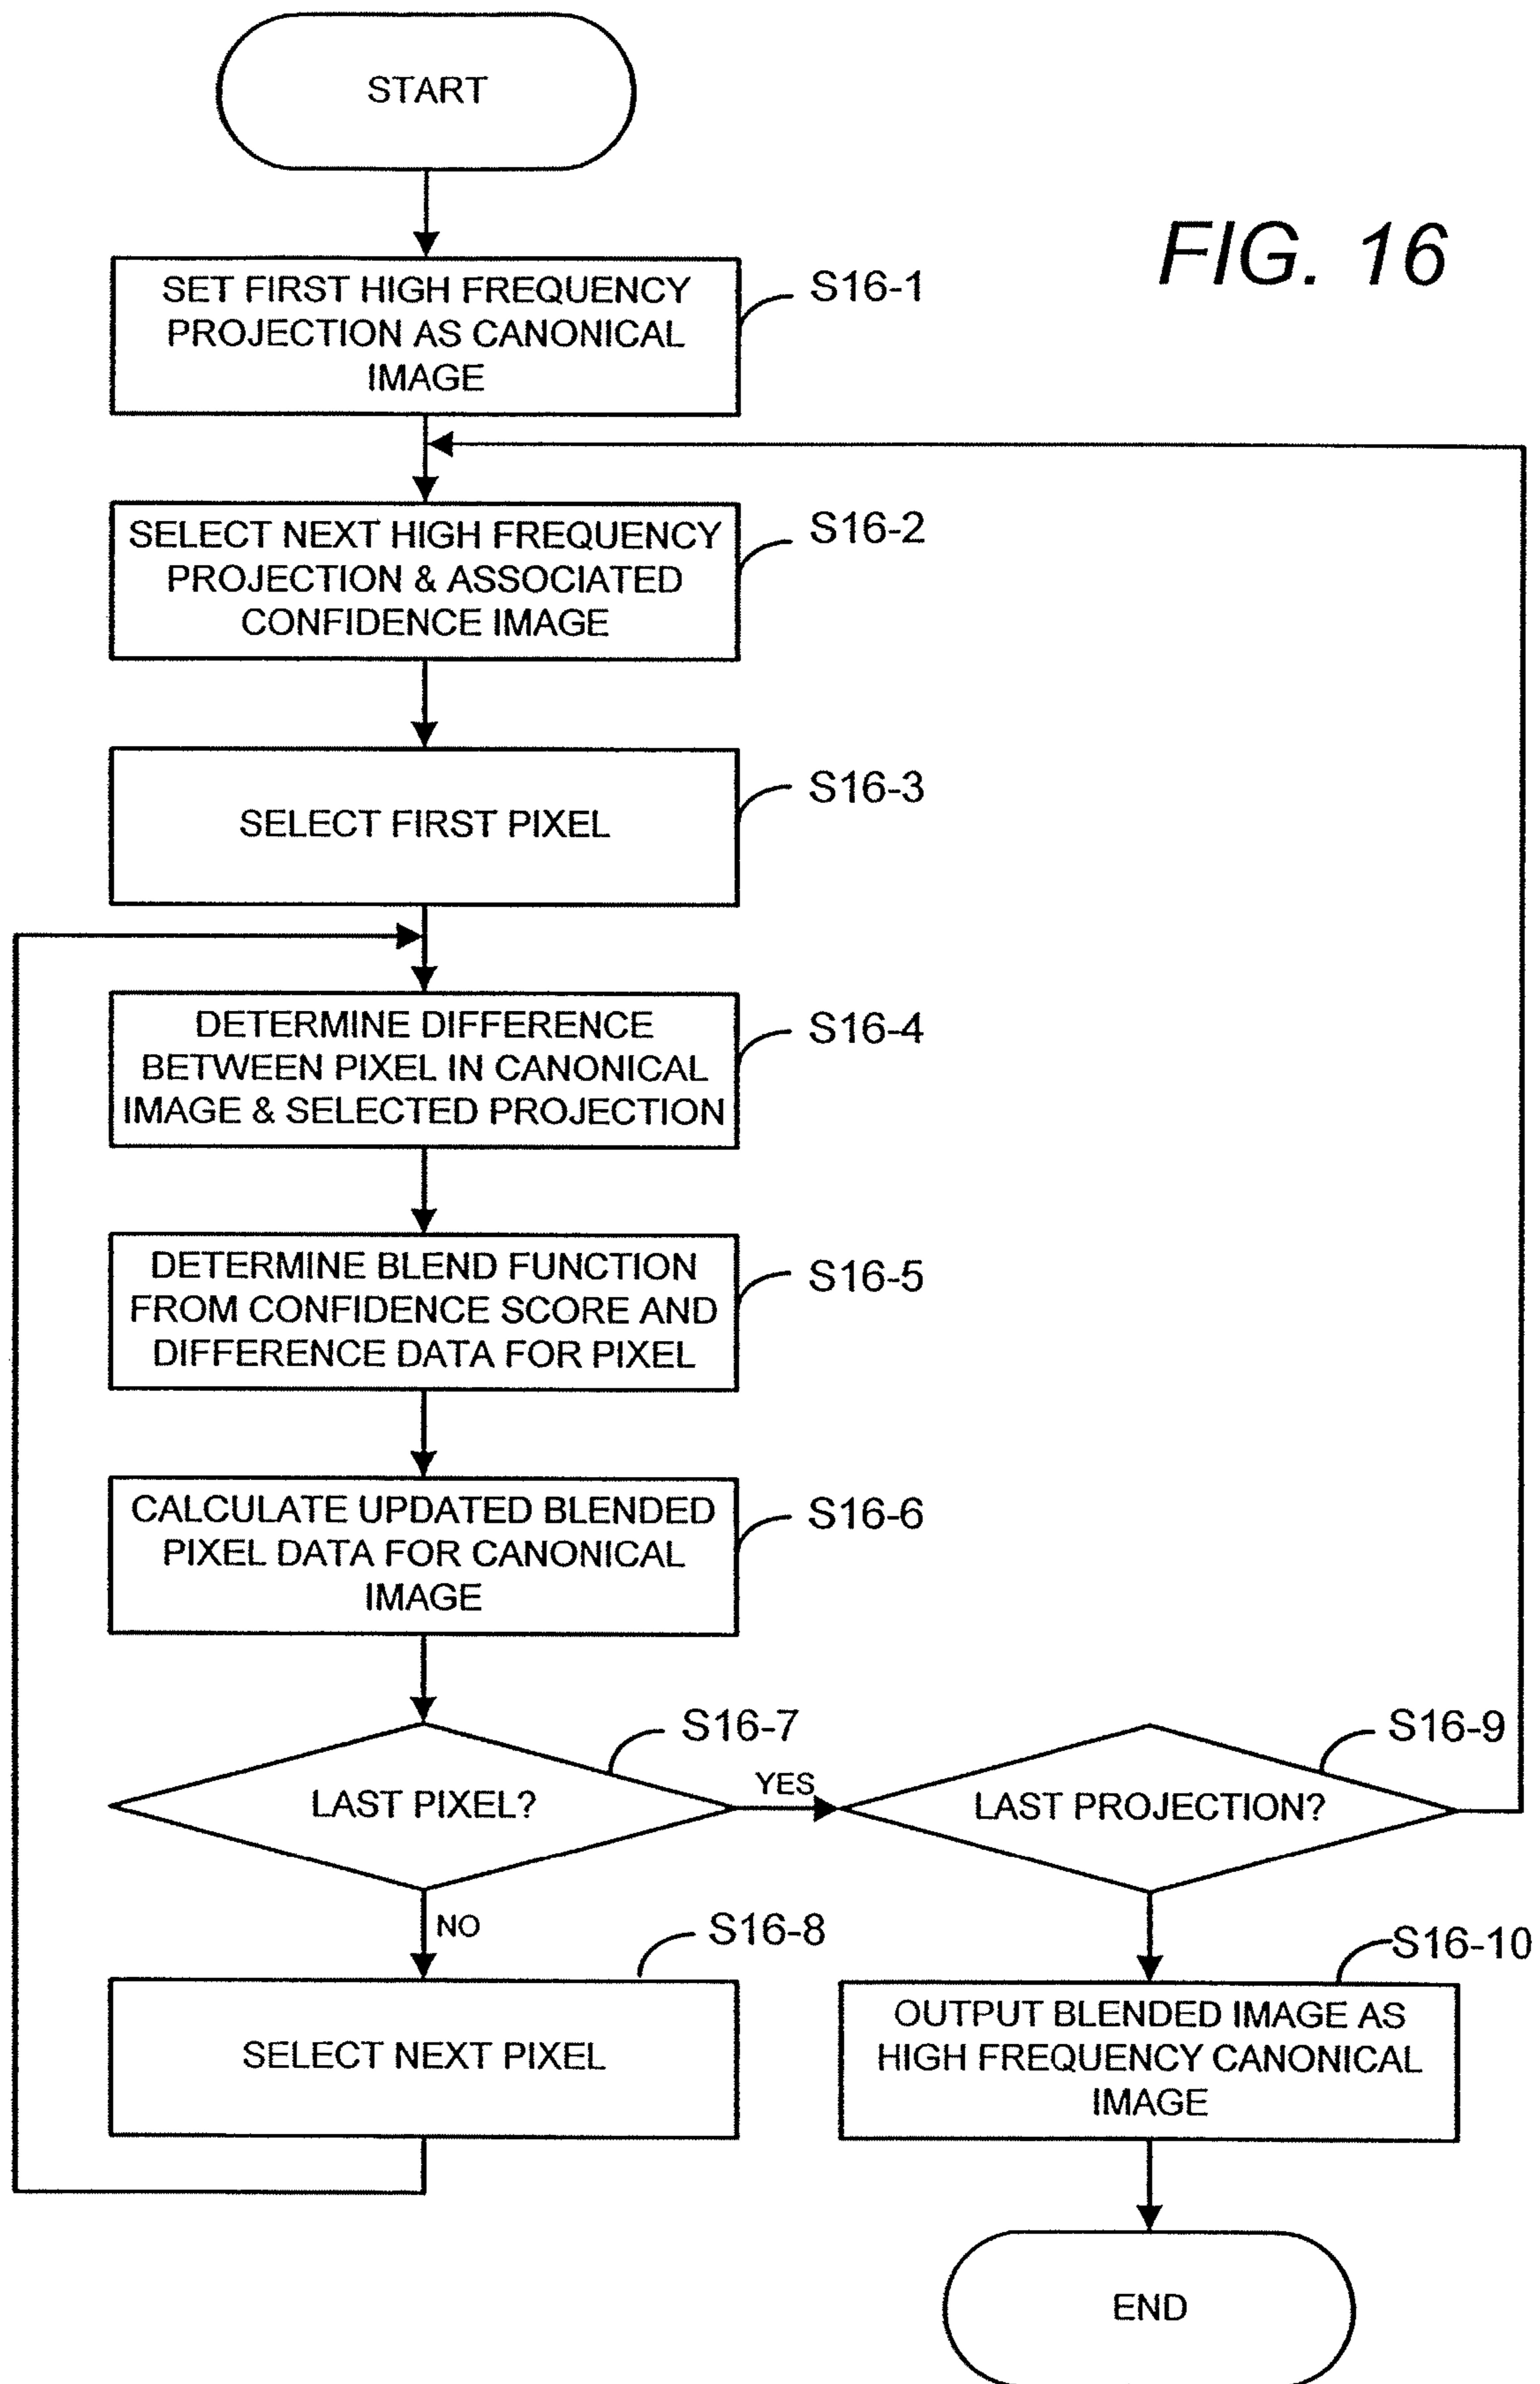 START
FIG. 16
SET FIRST HIGH FREQUENCY
PROJECTION AS CANONICAL
IMAGE
S16-1
SELECT NEXT HIGH FREQUENCY
PROJECTION & ASSOCIATED
CONFIDENCE IMAGE
S16-2
SELECT FIRST PIXEL
S16-3
DETERMINE DIFFERENCE
BETWEEN PIXEL IN CANONICAL
IMAGE & SELECTED PROJECTION
S16-4
DETERMINE BLEND FUNCTION
FROM CONFIDENCE SCORE AND
DIFFERENCE DATA FOR PIXEL
S16-5
CALCULATE UPDATED BLENDED
PIXEL DATA FOR CANONICAL
IMAGE
S16-6
LAST PIXEL?
S16-7
YES
LAST PROJECTION?
S16-9
NO
SELECT NEXT PIXEL
S16-8
OUTPUT BLENDED IMAGE AS
HIGH FREQUENCY CANONICAL
IMAGE
S16-10
END